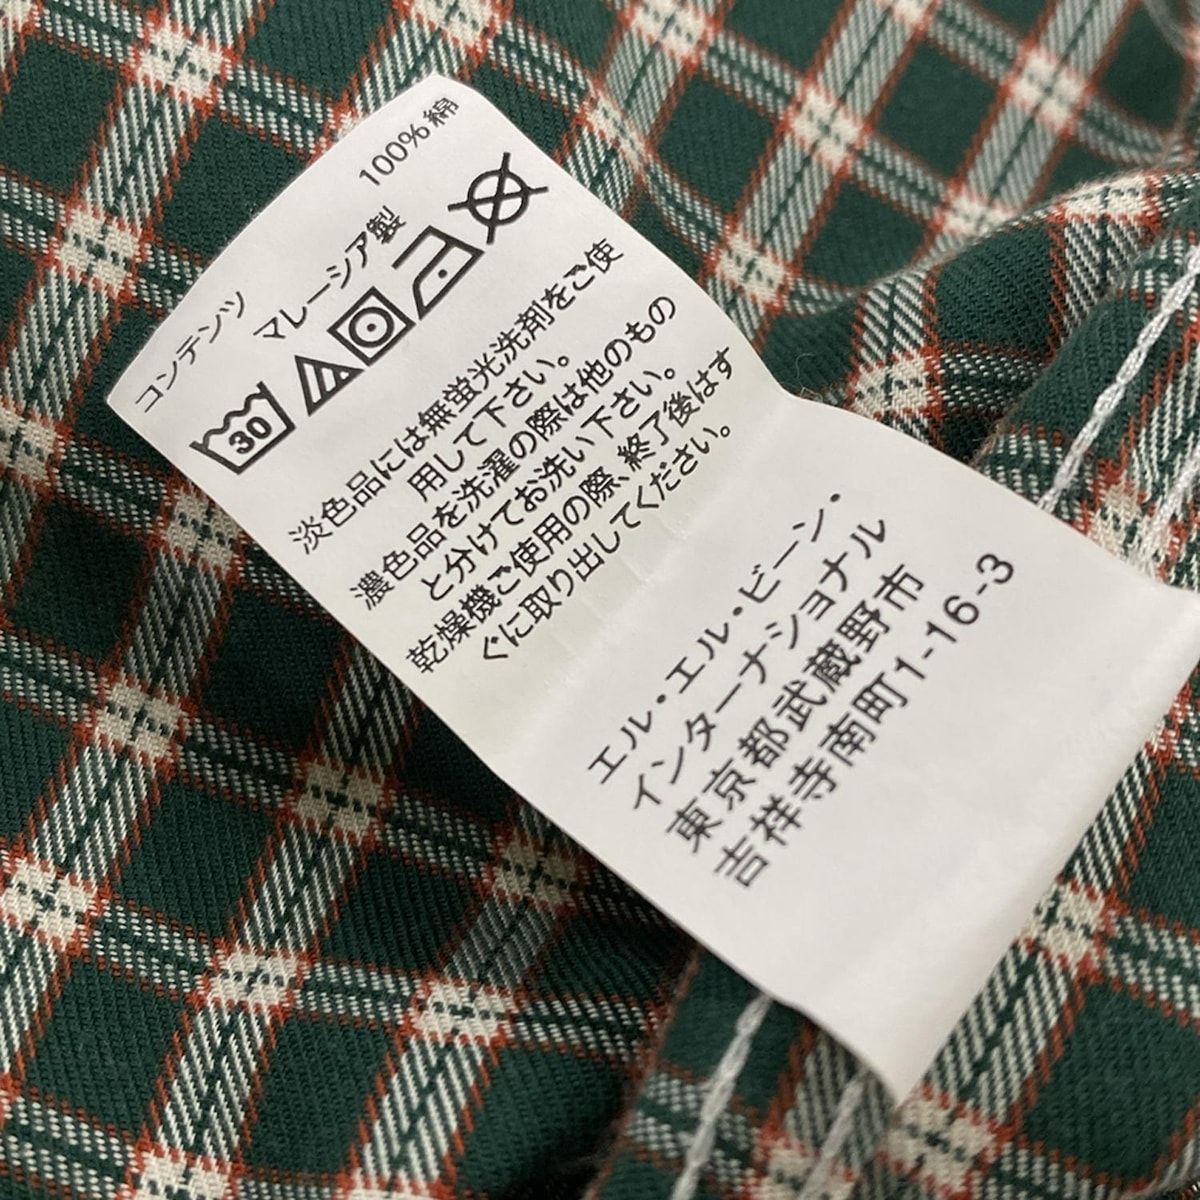 コンテンツ 100% 綿
マレーシア製
30
淡色品には無蛍光洗剤をご使
用して下さい。
濃色品を洗濯の際は他のもの
と分けてお洗い下さい。
乾燥機ご使用の際、終了後はす
ぐに取り出してください。
エル・エル・ビーン・
インターナショナル
東京都武蔵野市
吉祥寺南町1-16-3